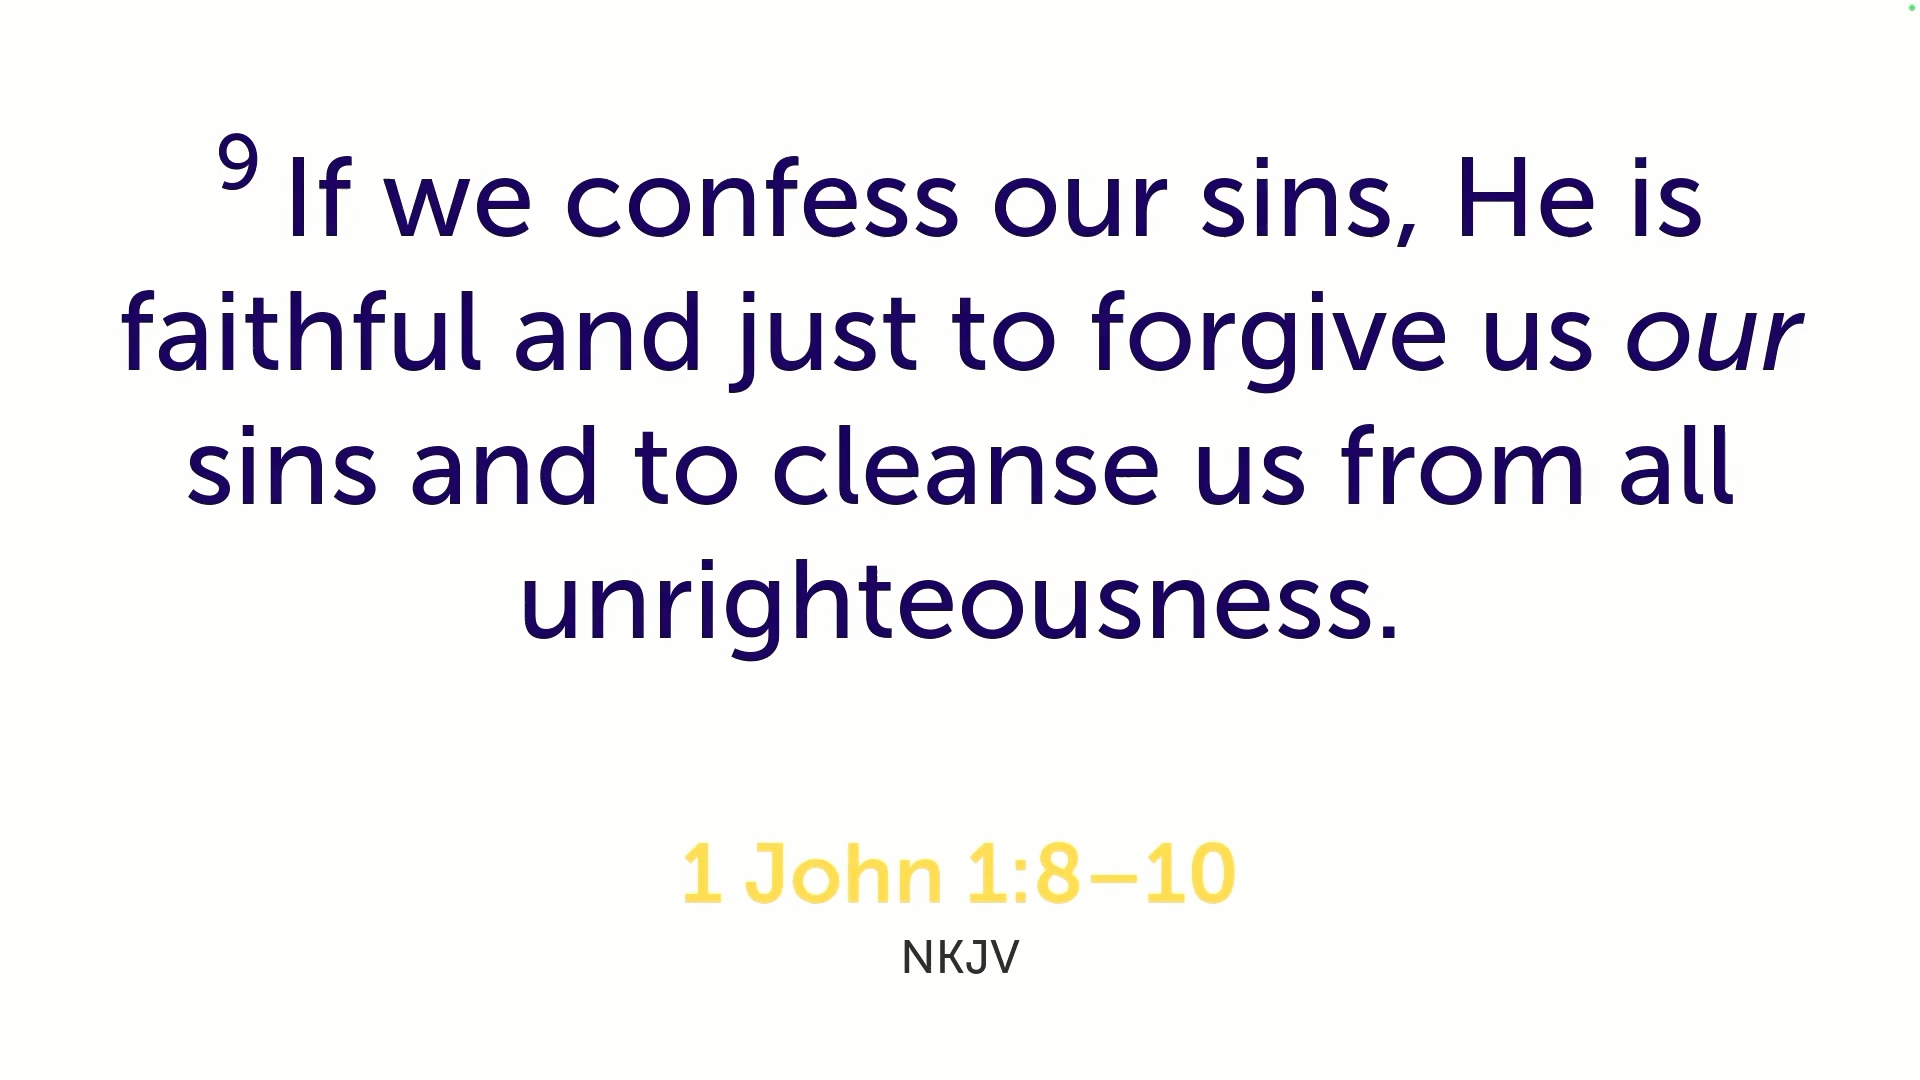 9 If we confess our sins, He is
faithful and just to forgive us our
sins and to cleanse us from all
unrighteousness.
1 John 1:8–10
NKJV